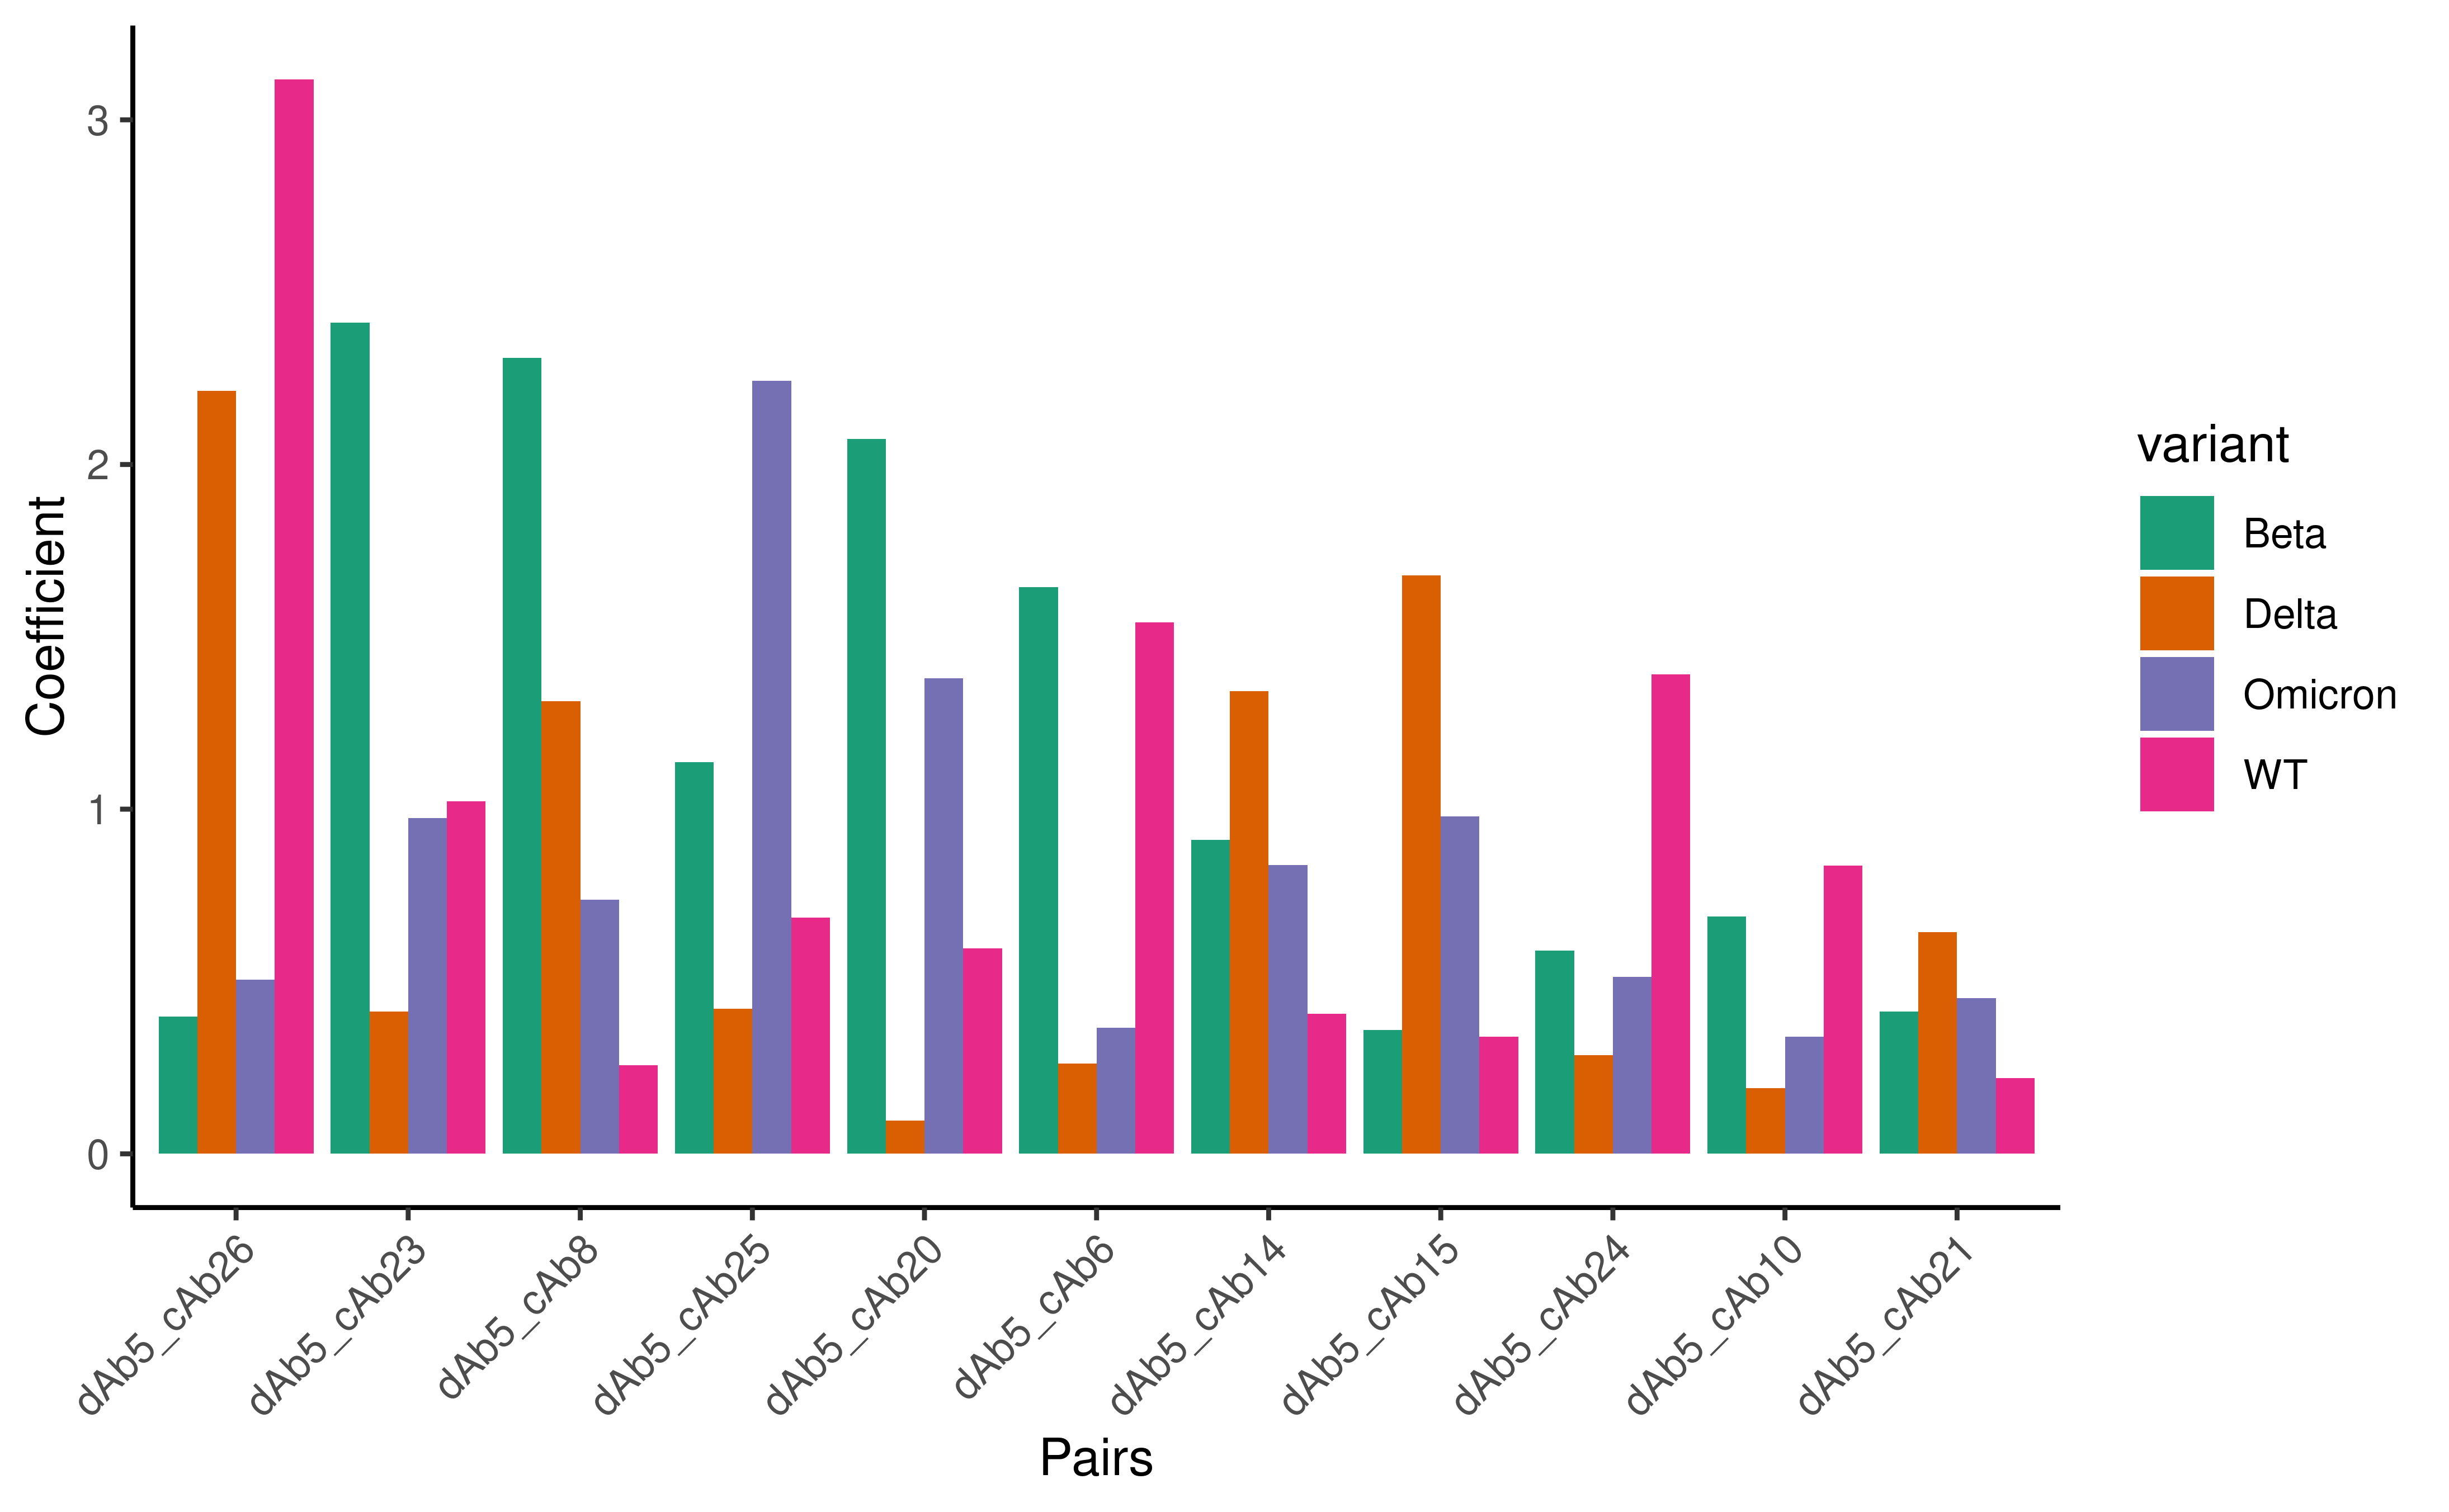 3
2
1
0
Coefficient
dAb5_cAb26
dAb5_cAb23
dAb5_cAb8
dAb5_cAb25
dAb5_cAb20
dAb5_cAb6
dAb5_cAb14
dAb5_cAb15
dAb5_cAb24
dAb5_cAb10
dAb5_cAb21
Pairs
variant
Beta
Delta
Omicron
WT